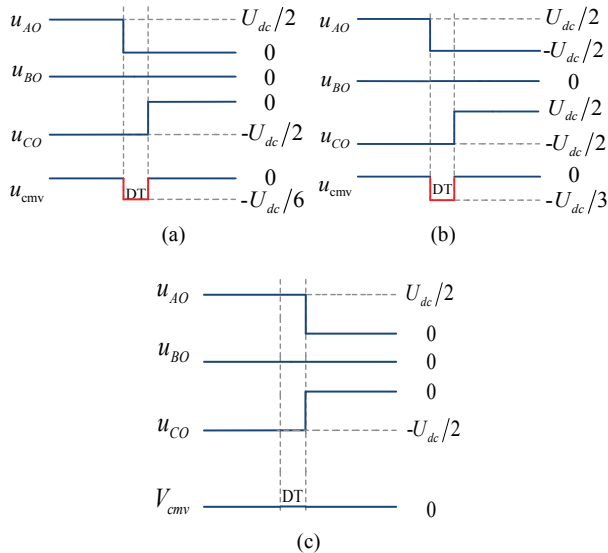 u_AO U_dc/2
0
u_BO 0
0
u_CO -U_dc/2
0
u_cmv DT
-U_dc/6
(a)
u_AO U_dc/2
-U_dc/2
u_BO 0
U_dc/2
u_CO -U_dc/2
0
u_cmv DT
-U_dc/3
(b)
u_AO U_dc/2
0
u_BO 0
0
u_CO -U_dc/2
V_cmv DT 0
(c)